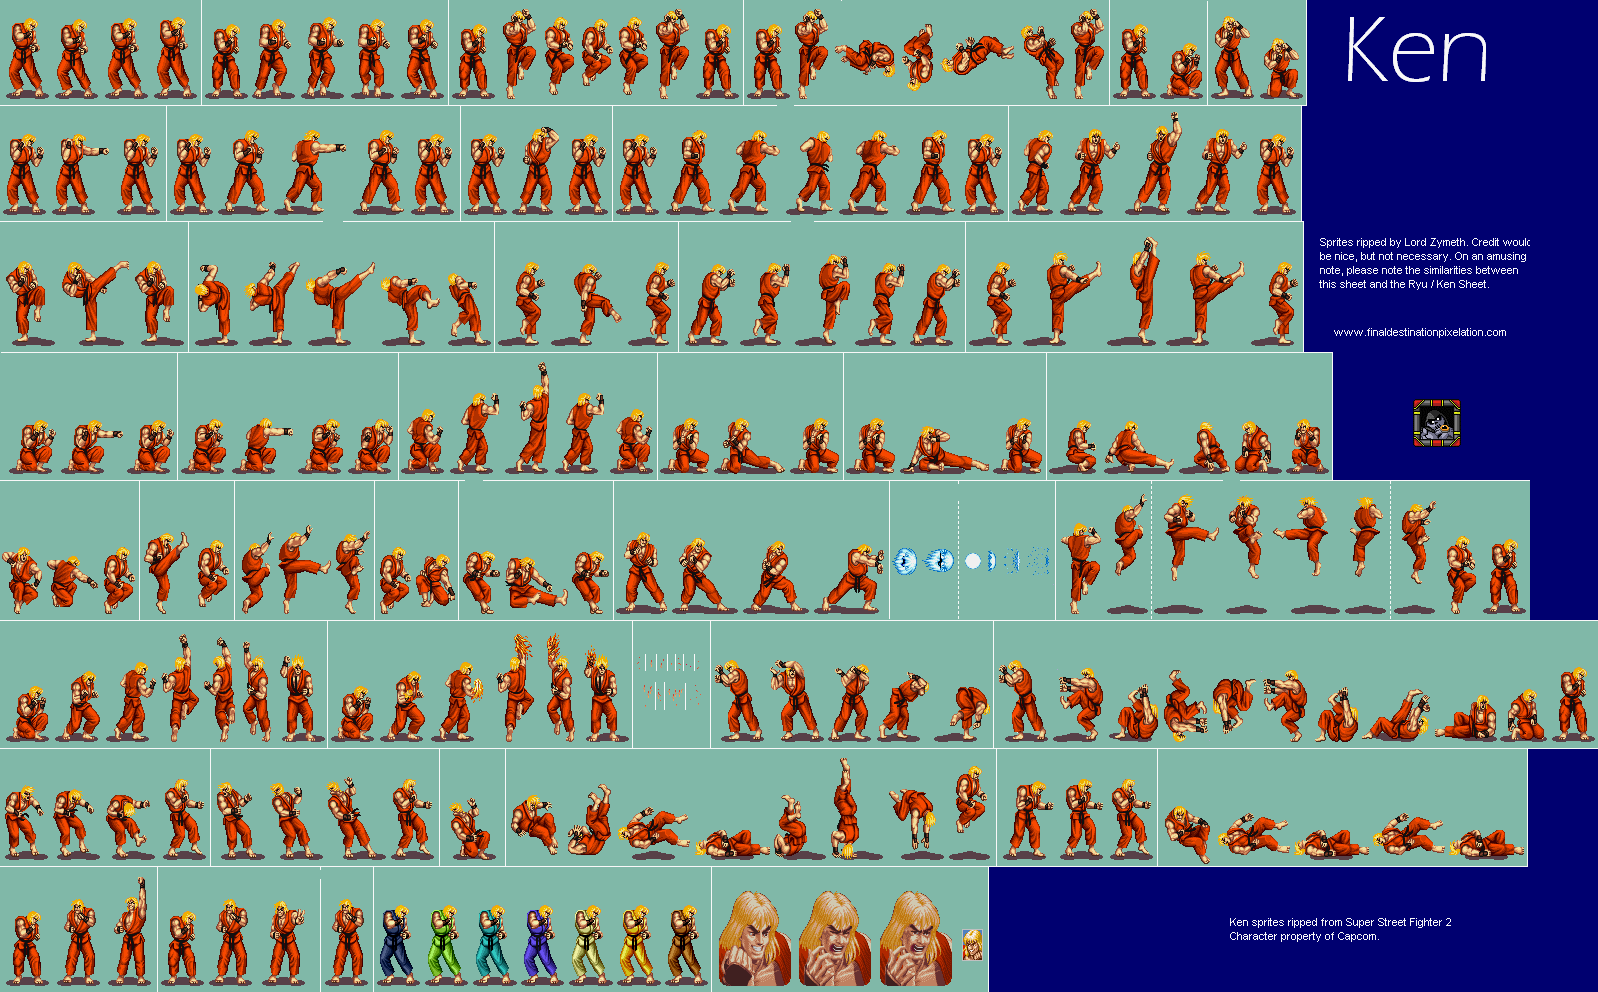 Ken
Sprites ripped by Lord Zymeth. Credit would
be nice, but not necessary. On an amusing
note, please note the similarities between
this sheet and the Ryu / Ken Sheet.
www.finaldestinationpixelation.com
Ken sprites ripped from Super Street Fighter 2
Character property of Capcom.